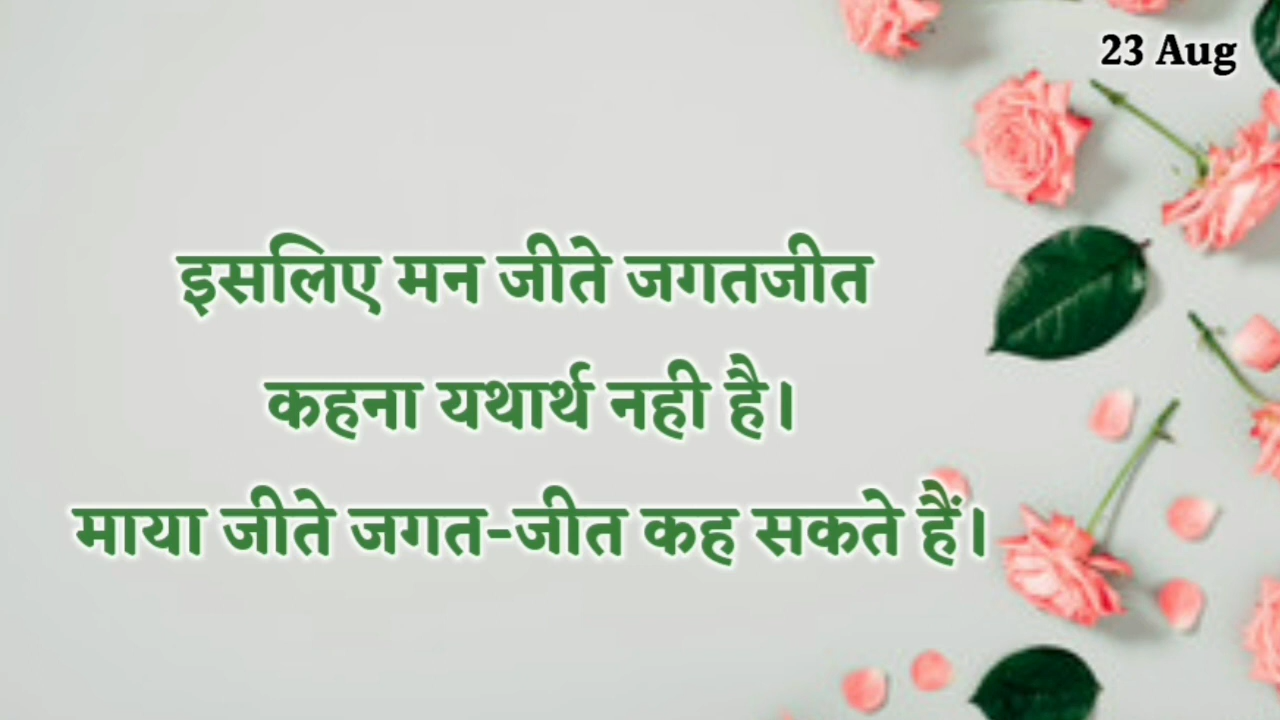 23 Aug
इसलिए मन जीते जगतजीत
कहना यथार्थ नही है।
माया जीते जगत-जीत कह सकते हैं।